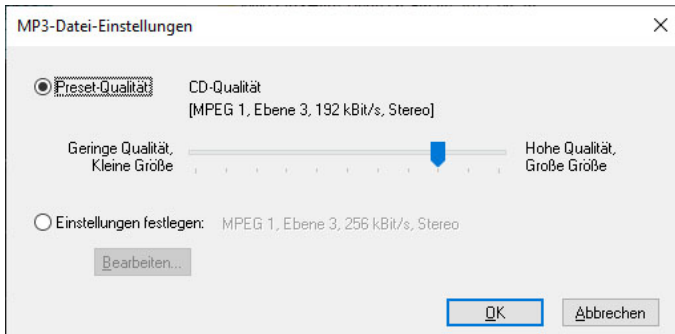 MP3-Datei-Einstellungen
Preset-Qualität
CD-Qualität
[MPEG 1, Ebene 3, 192 kBit/s, Stereo]
Geringe Qualität,
Kleine Größe
Hohe Qualität,
Große Größe
Einstellungen festlegen:
MPEG 1, Ebene 3, 256 kBit/s, Stereo
Bearbeiten...
OK
Abbrechen